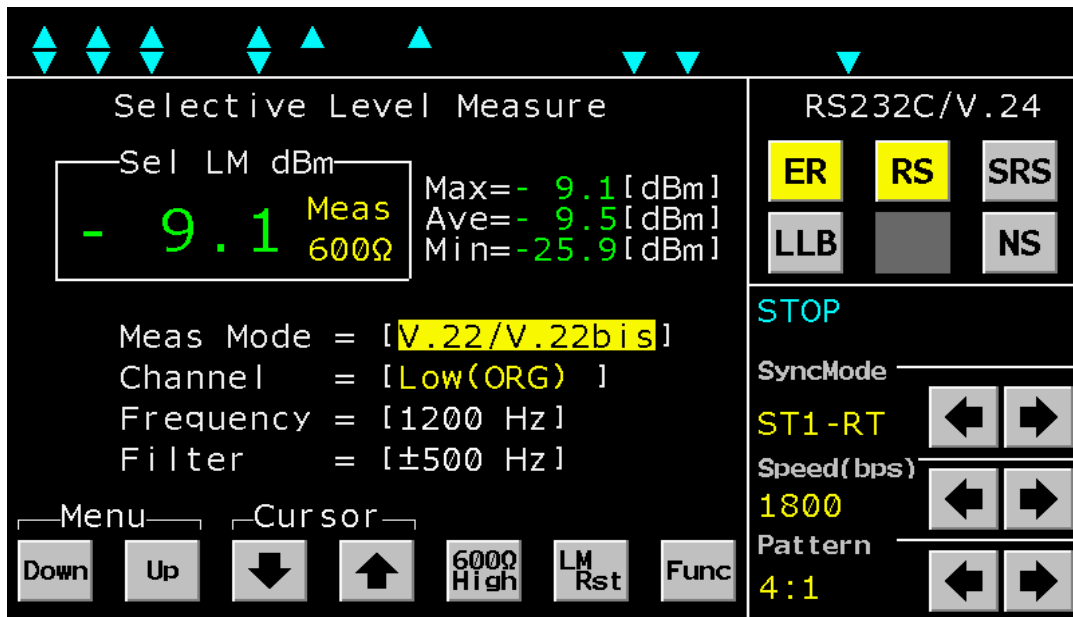 Selective Level Measure
Sel LM dBm
- 9.1 Meas 600Ω
Max=- 9.1[dBm]
Ave=- 9.5[dBm]
Min=-25.9[dBm]
Meas Mode = [V.22/V.22bis]
Channel = [Low(ORG) ]
Frequency = [1200 Hz]
Filter = [±500 Hz]
Menu Cursor
Down Up 600Ω High LM Rst Func
RS232C/V.24
ER RS SRS
LLB NS
STOP
SyncMode
ST1-RT
Speed(bps)
1800
Pattern
4:1